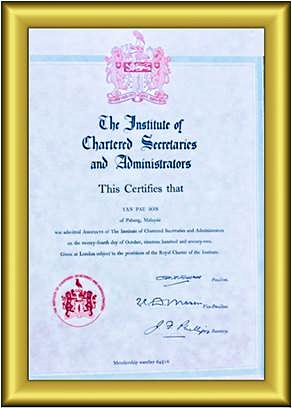 The Institute of
Chartered Secretaries
and Administrators
This Certifies that
TAN PAU SON
of Pahang, Malaysia
was admitted Associate of The Institute of Chartered Secretaries and Administrators
on the twenty-fourth day of October, nineteen hundred and seventy-two.
Given at London subject to the provisions of the Royal Charter of the Institute.
President.
Vice-President.
J F Phillips Secretary.
Membership number